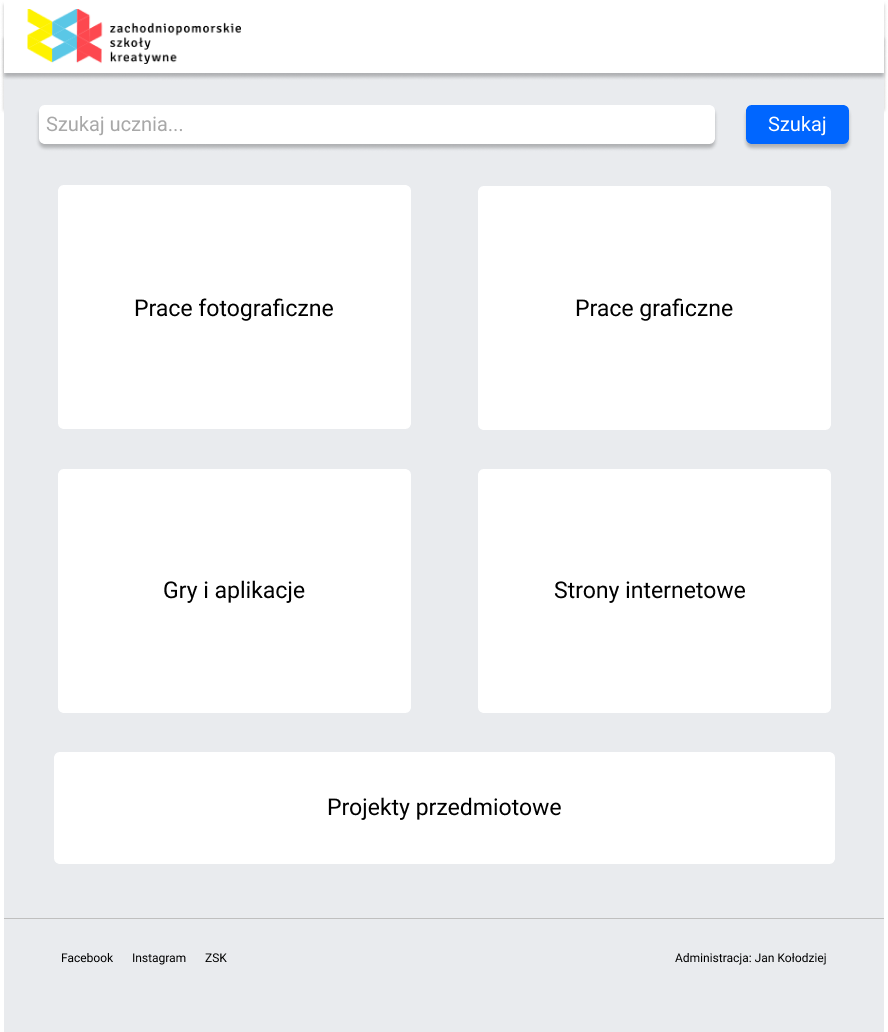 zachodniopomorskie
szkoły
kreatywne
Szukaj ucznia...
Szukaj
Prace fotograficzne
Prace graficzne
Gry i aplikacje
Strony internetowe
Projekty przedmiotowe
Facebook Instagram ZSK
Administracja: Jan Kołodziej